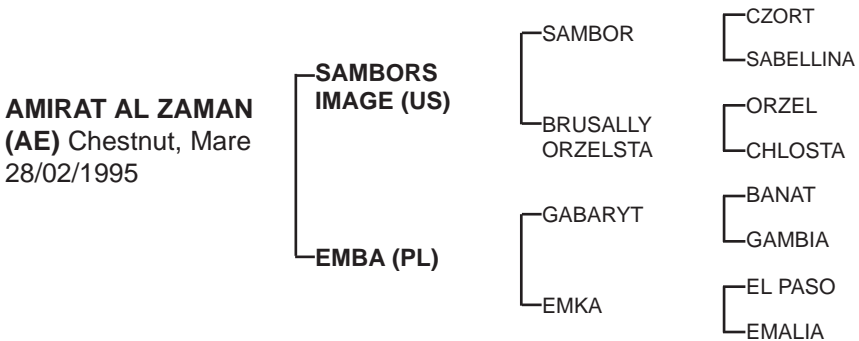 AMIRAT AL ZAMAN
(AE) Chestnut, Mare
28/02/1995
SAMBORS
IMAGE (US)
EMBA (PL)
SAMBOR
BRUSALLY
ORZELSTA
GABARYT
EMKA
CZORT
SABELLINA
ORZEL
CHLOSTA
BANAT
GAMBIA
EL PASO
EMALIA